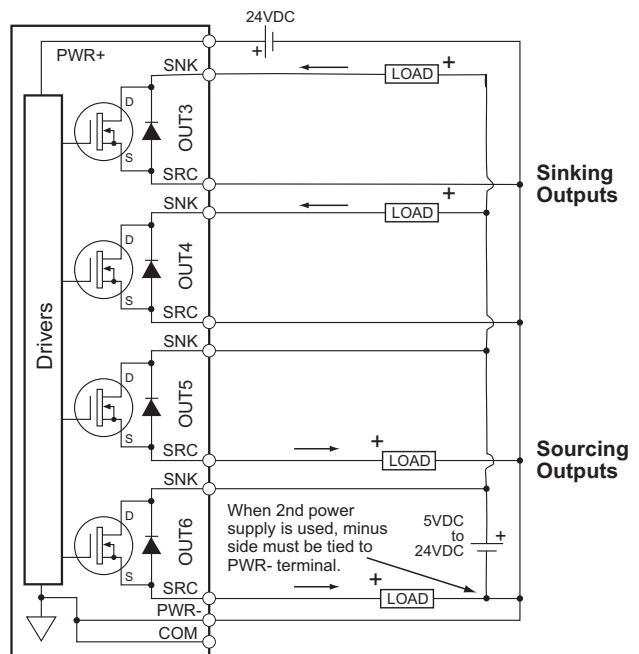 24VDC
+
PWR+
SNK
LOAD
+
D
S
OUT3
SRC
Sinking
Outputs
SNK
LOAD
+
D
S
OUT4
SRC
Drivers
SNK
D
S
OUT5
SRC
+
LOAD
Sourcing
Outputs
SNK
D
S
OUT6
When 2nd power
supply is used, minus
side must be tied to
PWR- terminal.
5VDC
to
24VDC
+
SRC
+
LOAD
PWR-
COM